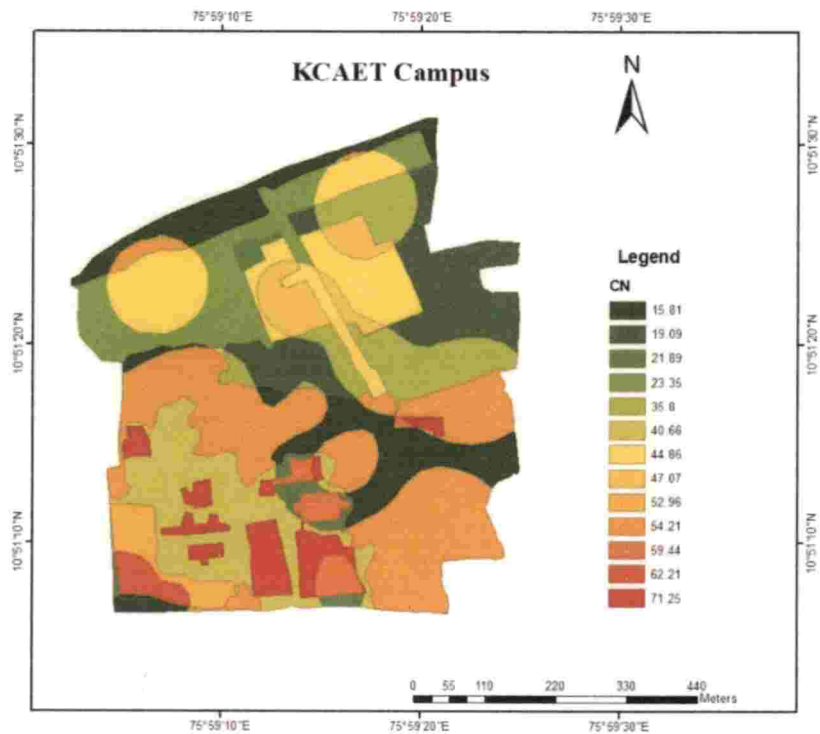 75°59'10"E 75°59'20"E 75°59'30"E
KCAET Campus
N
10°51'30"N 10°51'30"N
10°51'20"N 10°51'20"N
10°51'10"N 10°51'10"N
Legend
CN
15.81
19.09
21.89
23.35
35.8
40.66
44.86
47.07
52.96
54.21
59.44
62.21
71.25
0 55 110 220 330 440
Meters
75°59'10"E 75°59'20"E 75°59'30"E